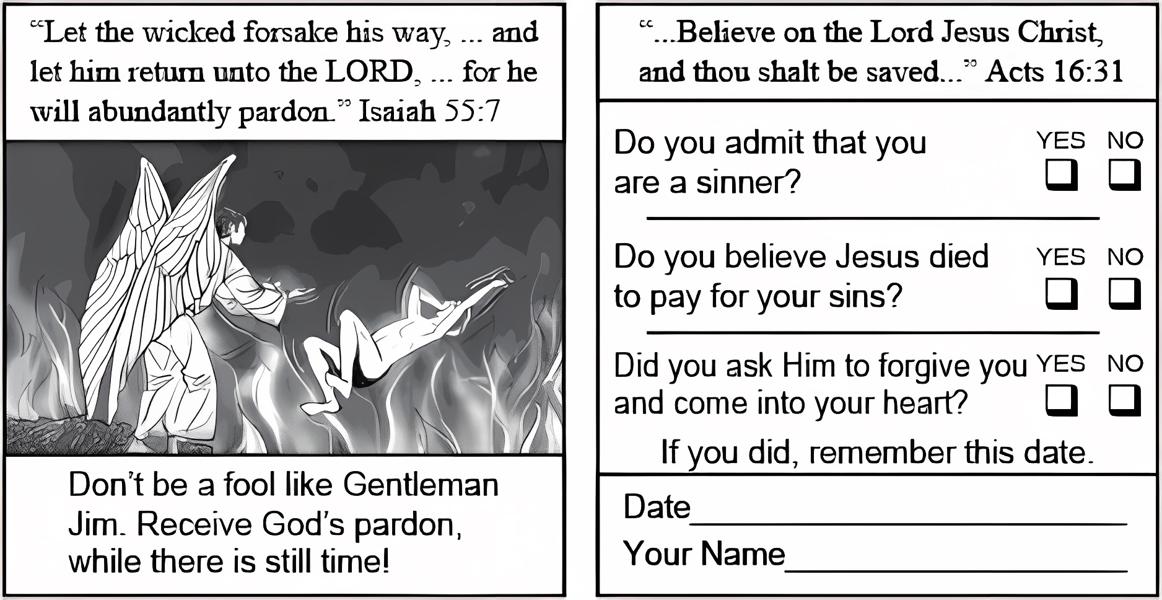 “Let the wicked forsake his way, ... and
let him return unto the LORD, ... for he
will abundantly pardon.” Isaiah 55:7
Don't be a fool like Gentleman
Jim. Receive God's pardon,
while there is still time!
“...Believe on the Lord Jesus Christ,
and thou shalt be saved...” Acts 16:31
Do you admit that you
are a sinner?
YES NO
Do you believe Jesus died
to pay for your sins?
YES NO
Did you ask Him to forgive you
and come into your heart?
YES NO
If you did, remember this date.
Date
Your Name